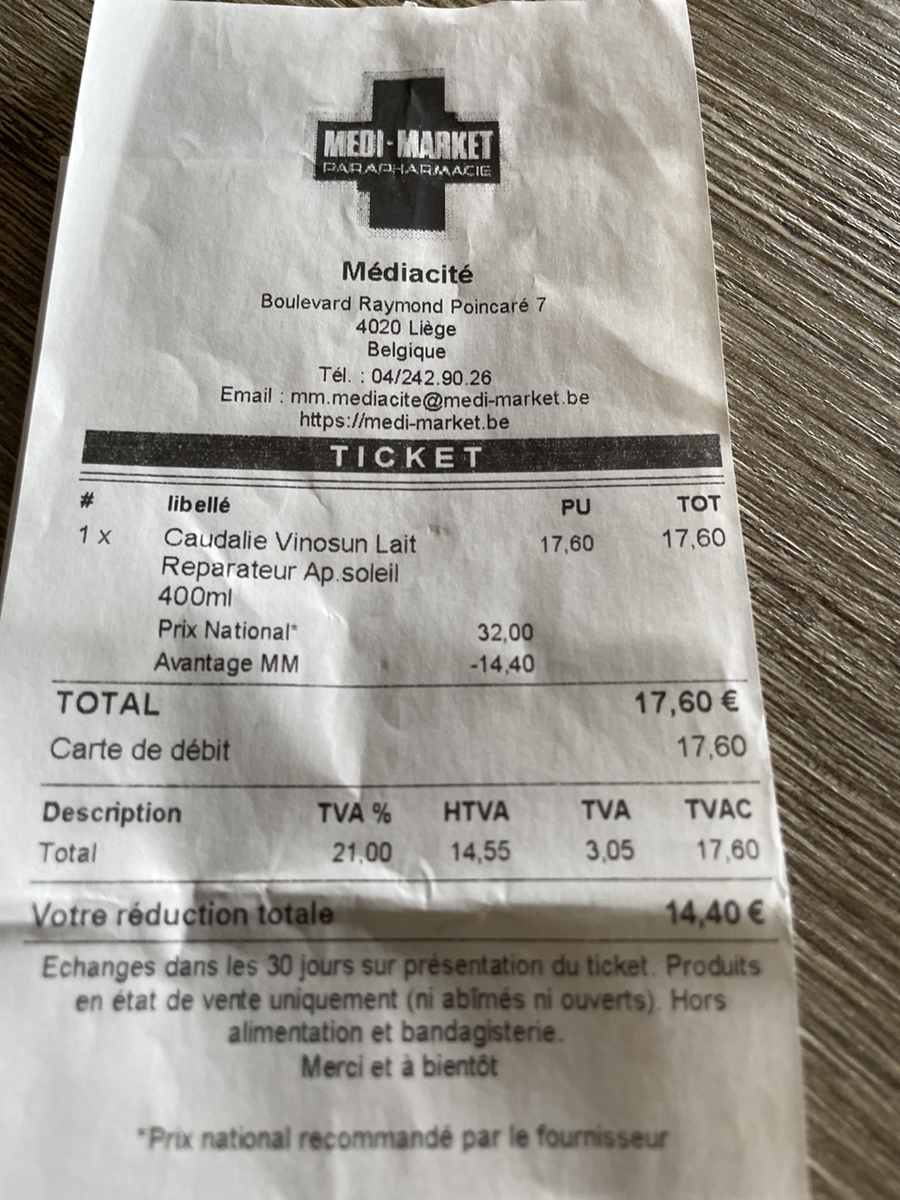 MEDI-MARKET
PARAPHARMACIE
Médiacité
Boulevard Raymond Poincaré 7
4020 Liège
Belgique
Tél. : 04/242.90.26
Email : mm.mediacite@medi-market.be
https://medi-market.be
TICKET
# libellé PU TOT
1 x Caudalie Vinosun Lait 17,60 17,60
Reparateur Ap.soleil
400ml
Prix National* 32,00
Avantage MM -14,40
TOTAL 17,60 €
Carte de débit 17,60
Description TVA % HTVA TVA TVAC
Total 21,00 14,55 3,05 17,60
Votre réduction totale 14,40 €
Echanges dans les 30 jours sur présentation du ticket. Produits
en état de vente uniquement (ni abîmés ni ouverts). Hors
alimentation et bandagisterie.
Merci et à bientôt
*Prix national recommandé par le fournisseur